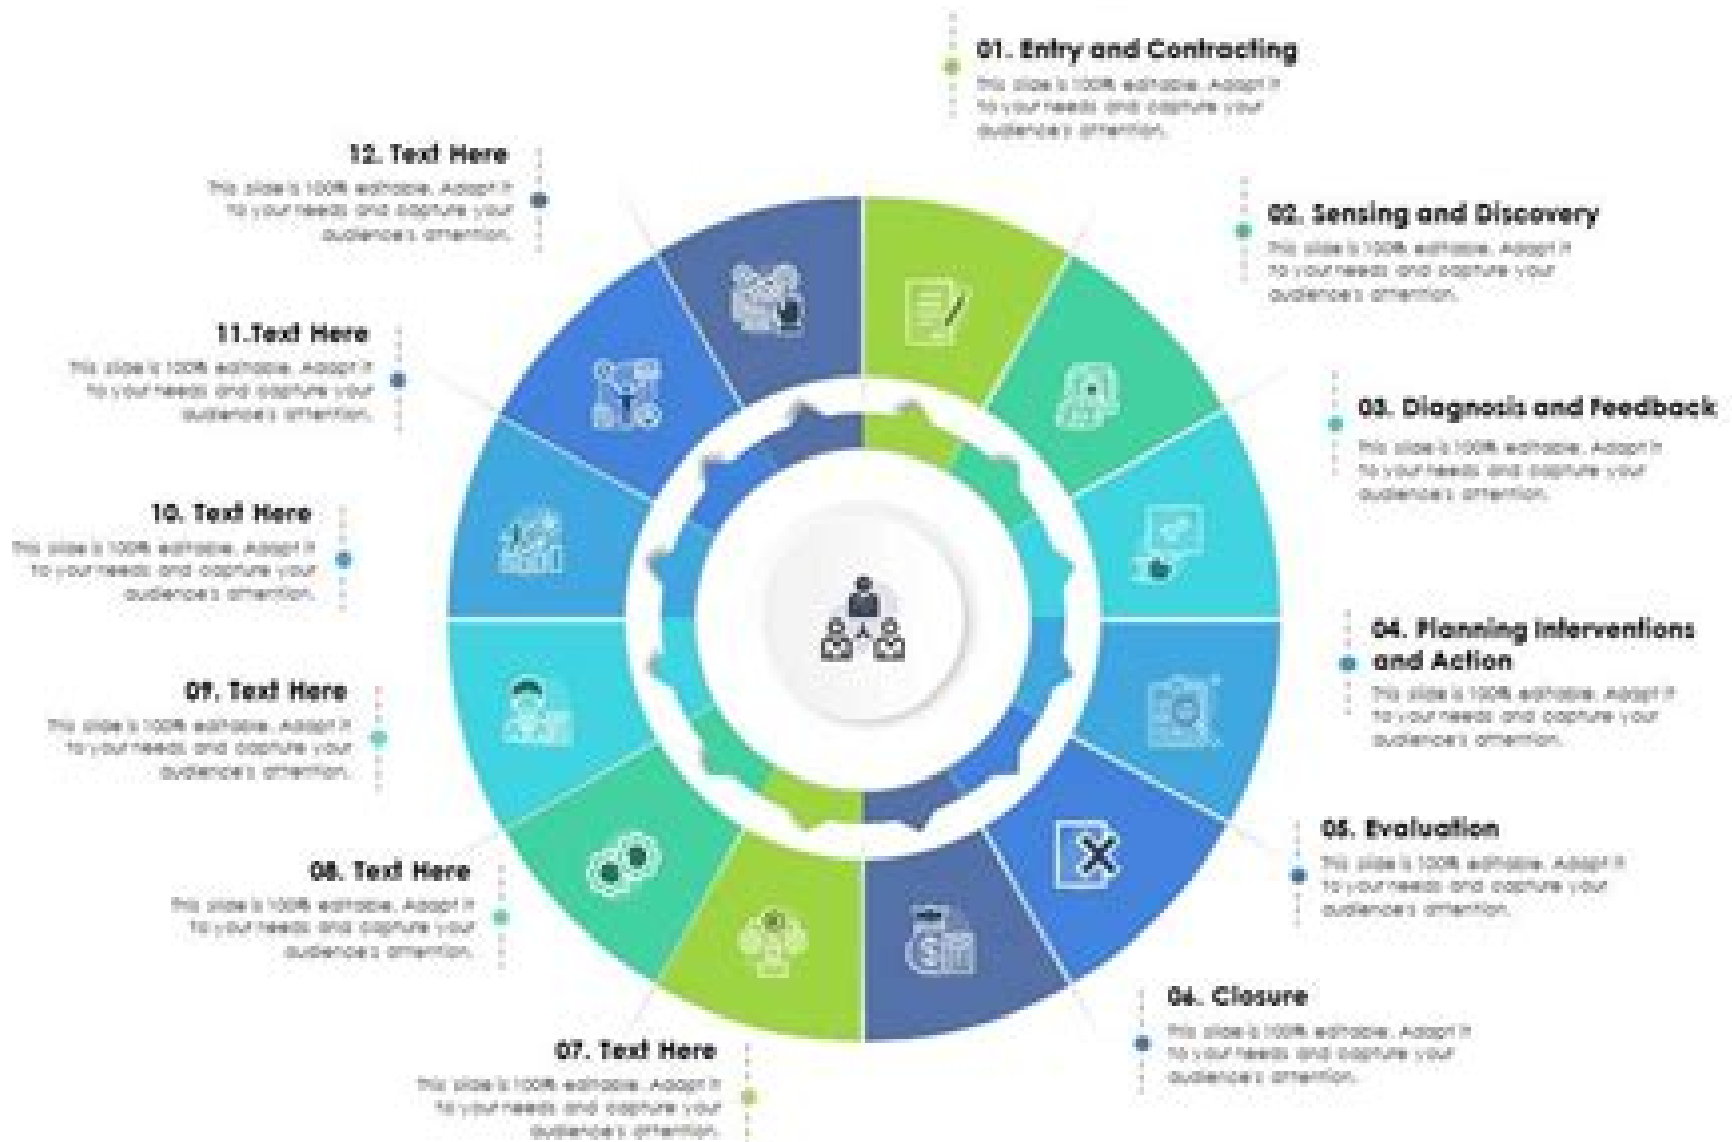 01. Entry and Contracting
This slide is 100% editable. Adapt it
to your needs and capture your
audience's attention.
02. Sensing and Discovery
This slide is 100% editable. Adapt it
to your needs and capture your
audience's attention.
03. Diagnosis and Feedback
This slide is 100% editable. Adapt it
to your needs and capture your
audience's attention.
04. Planning Interventions
and Action
This slide is 100% editable. Adapt it
to your needs and capture your
audience's attention.
05. Evaluation
This slide is 100% editable. Adapt it
to your needs and capture your
audience's attention.
06. Closure
This slide is 100% editable. Adapt it
to your needs and capture your
audience's attention.
07. Text Here
This slide is 100% editable. Adapt it
to your needs and capture your
audience's attention.
08. Text Here
This slide is 100% editable. Adapt it
to your needs and capture your
audience's attention.
09. Text Here
This slide is 100% editable. Adapt it
to your needs and capture your
audience's attention.
10. Text Here
This slide is 100% editable. Adapt it
to your needs and capture your
audience's attention.
11.Text Here
This slide is 100% editable. Adapt it
to your needs and capture your
audience's attention.
12. Text Here
This slide is 100% editable. Adapt it
to your needs and capture your
audience's attention.